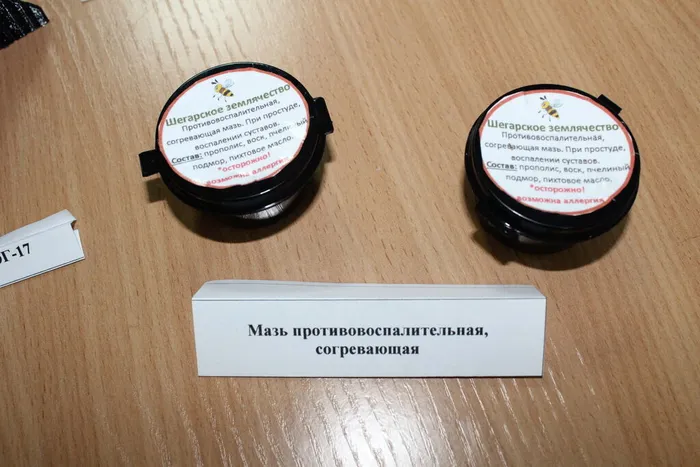 Шегарское землячество
Противовоспалительная,
согревающая мазь. При простуде,
воспалении суставов.
Состав: прополис, воск, пчелиный
подмор, пихтовое масло.
*осторожно!
возможна аллергия
Шегарское землячество
Противовоспалительная,
согревающая мазь. При простуде,
воспалении суставов.
Состав: прополис, воск, пчелиный
подмор, пихтовое масло.
*осторожно!
возможна аллергия
ОГ-17
Мазь противовоспалительная,
согревающая